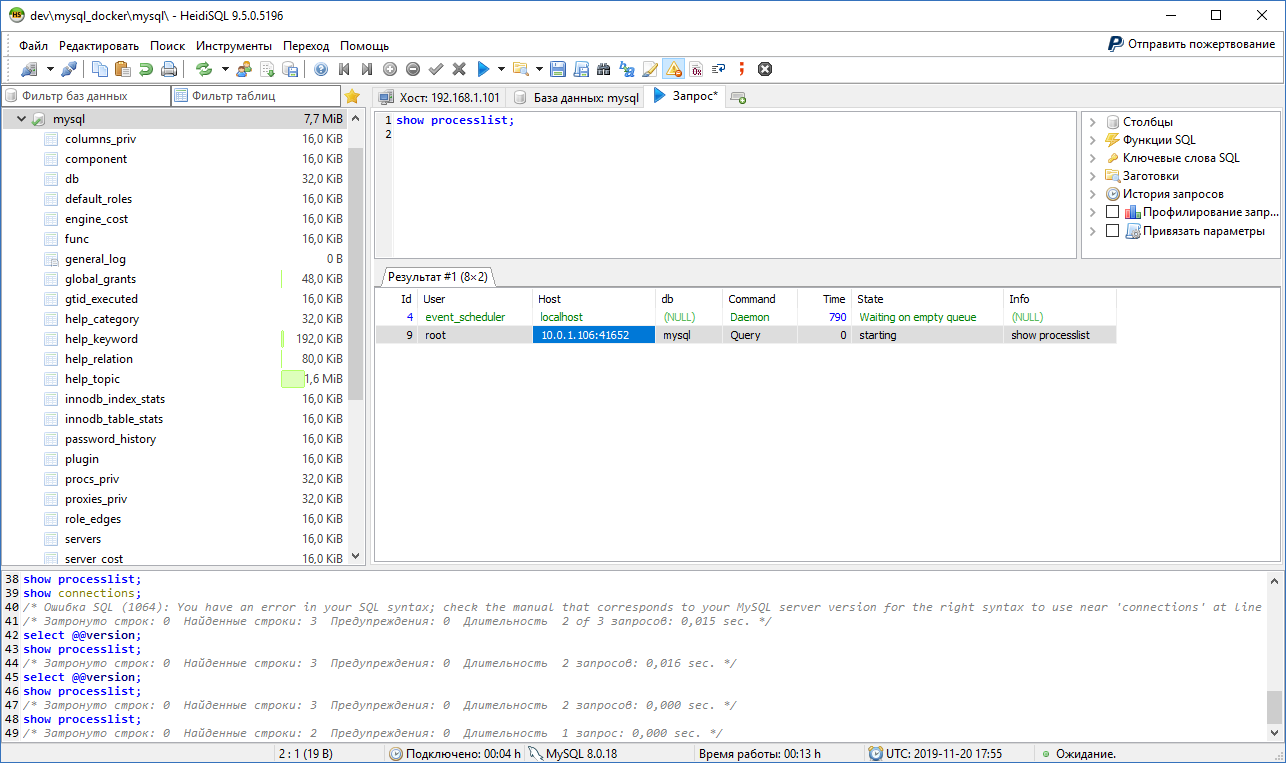 dev\mysql_docker\mysql\ - HeidiSQL 9.5.0.5196
Файл Редактировать Поиск Инструменты Переход Помощь
Отправить пожертвование
Фильтр баз данных Фильтр таблиц
Хост: 192.168.1.101 База данных: mysql Запрос*
mysql 7,7 MiB
columns_priv 16,0 KiB
component 16,0 KiB
db 32,0 KiB
default_roles 16,0 KiB
engine_cost 16,0 KiB
func 16,0 KiB
general_log 0 B
global_grants 48,0 KiB
gtid_executed 16,0 KiB
help_category 32,0 KiB
help_keyword 192,0 KiB
help_relation 80,0 KiB
help_topic 1,6 MiB
innodb_index_stats 16,0 KiB
innodb_table_stats 16,0 KiB
password_history 16,0 KiB
plugin 16,0 KiB
procs_priv 32,0 KiB
proxies_priv 32,0 KiB
role_edges 16,0 KiB
servers 16,0 KiB
server_cost 16,0 KiB
1 show processlist;
2
Столбцы
Функции SQL
Ключевые слова SQL
Заготовки
История запросов
Профилирование запр...
Привязать параметры
Результат #1 (8×2)
Id User Host db Command Time State Info
4 event_scheduler localhost (NULL) Daemon 790 Waiting on empty queue (NULL)
9 root 10.0.1.106:41652 mysql Query 0 starting show processlist
38 show processlist;
39 show connections;
40 /* Ошибка SQL (1064): You have an error in your SQL syntax; check the manual that corresponds to your MySQL server version for the right syntax to use near 'connections' at line
41 /* Затронуто строк: 0 Найденные строки: 3 Предупреждения: 0 Длительность 2 of 3 запросов: 0,015 sec. */
42 select @@version;
43 show processlist;
44 /* Затронуто строк: 0 Найденные строки: 3 Предупреждения: 0 Длительность 2 запросов: 0,016 sec. */
45 select @@version;
46 show processlist;
47 /* Затронуто строк: 0 Найденные строки: 3 Предупреждения: 0 Длительность 2 запросов: 0,000 sec. */
48 show processlist;
49 /* Затронуто строк: 0 Найденные строки: 2 Предупреждения: 0 Длительность 1 запрос: 0,000 sec. */
2 : 1 (19 B) Подключено: 00:04 h MySQL 8.0.18 Время работы: 00:13 h UTC: 2019-11-20 17:55 Ожидание.